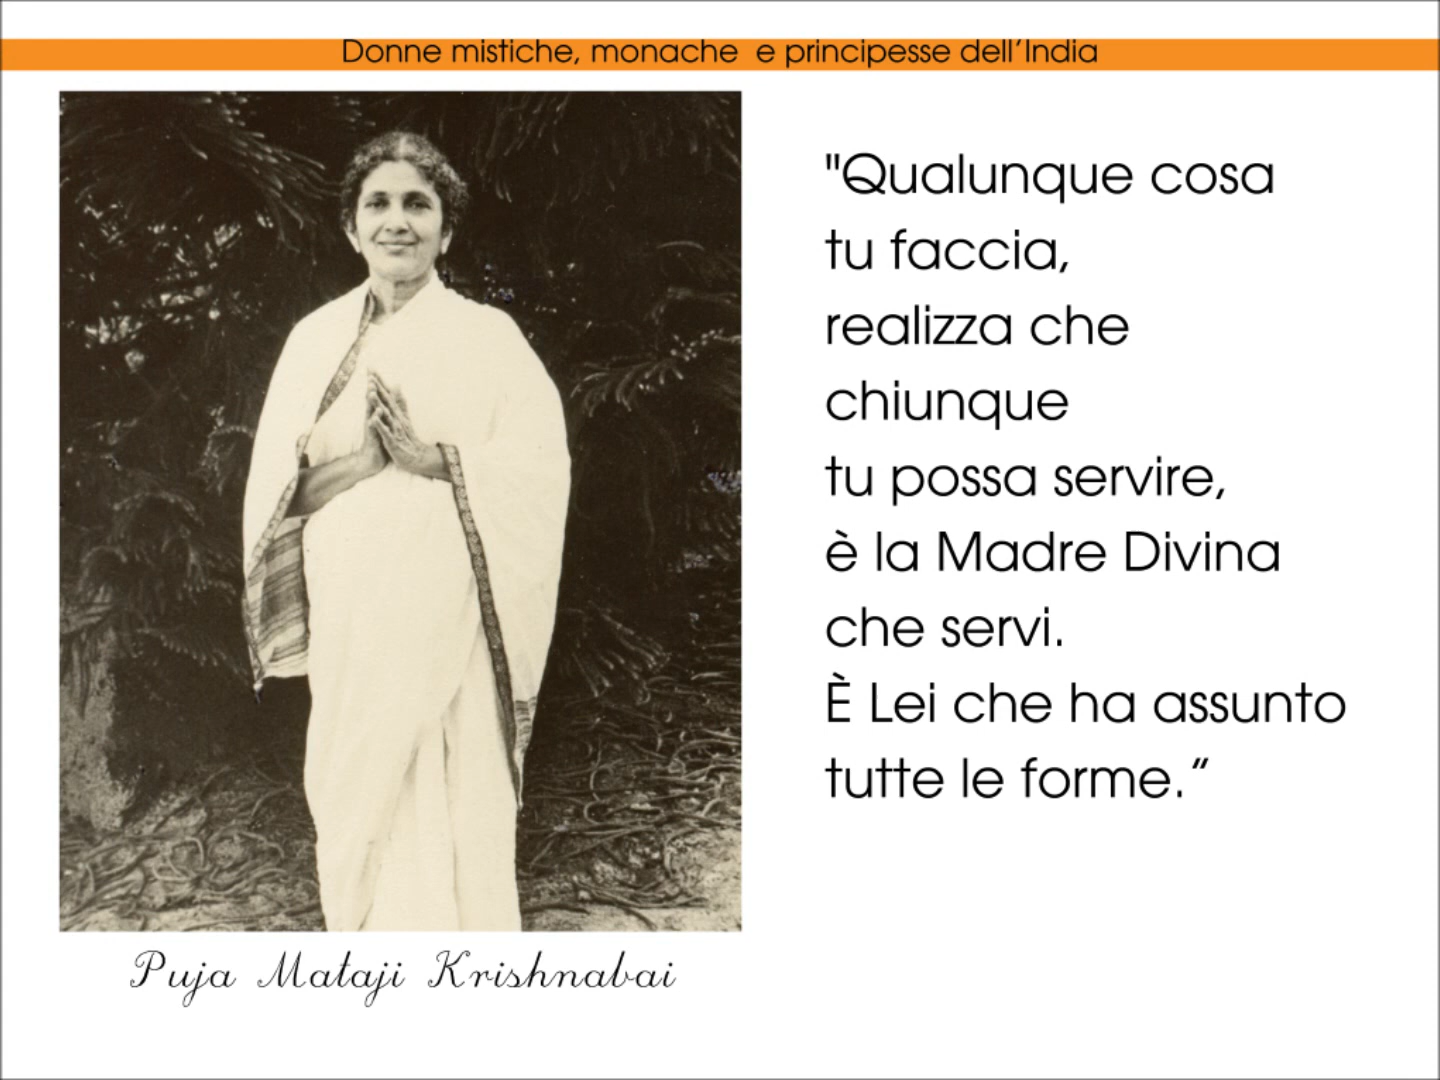 Donne mistiche, monache e principesse dell’India
"Qualunque cosa
tu faccia,
realizza che
chiunque
tu possa servire,
è la Madre Divina
che servi.
È Lei che ha assunto
tutte le forme.”
Puja Mataji Krishnabai